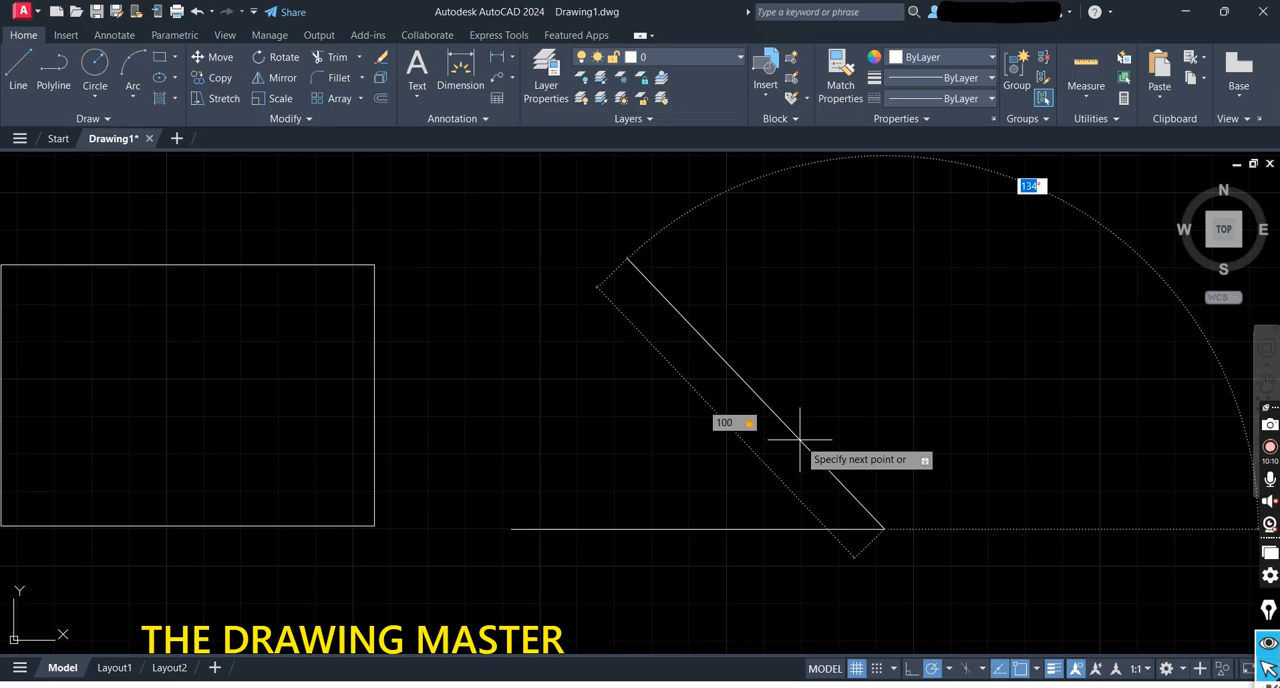 A Share Autodesk AutoCAD 2024 Drawing1.dwg Type a keyword or phrase
Home Insert Annotate Parametric View Manage Output Add-ins Collaborate Express Tools Featured Apps
Line Polyline Circle Arc
Move Rotate Trim
Copy Mirror Fillet
Stretch Scale Array
Text Dimension
Layer Properties
0
Insert
Match Properties
ByLayer
ByLayer
ByLayer
Group Measure Paste Base
Draw Modify Annotation Layers Block Properties Groups Utilities Clipboard View
Start Drawing1*
134°
N
W TOP E
S
WCS
100
Specify next point or
10:10
Y
X
THE DRAWING MASTER
Model Layout1 Layout2 MODEL 1:1